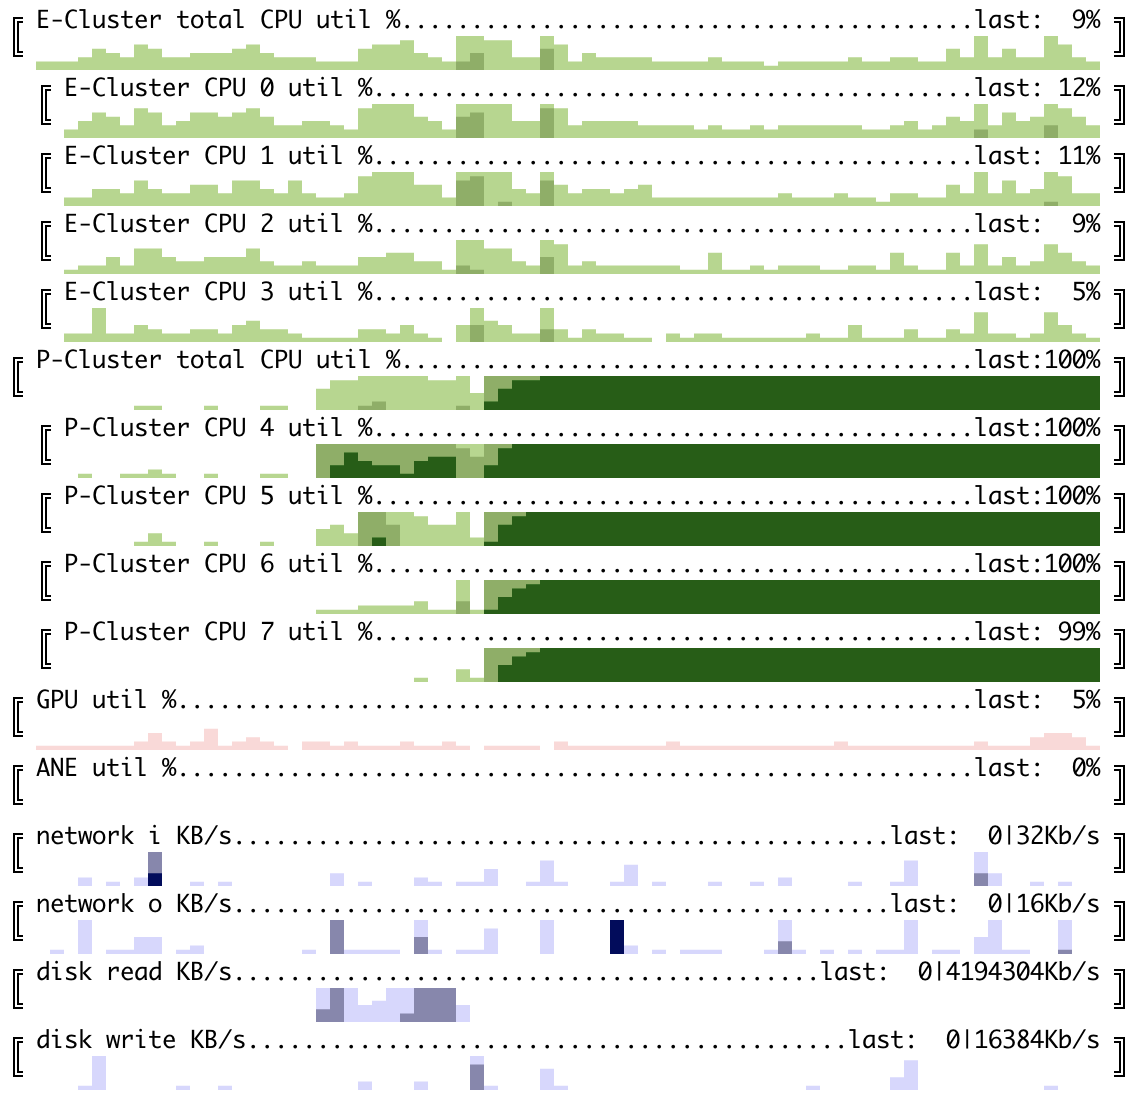 E-Cluster total CPU util %.........................................last:  9%
E-Cluster CPU 0 util %...........................................last: 12%
E-Cluster CPU 1 util %...........................................last: 11%
E-Cluster CPU 2 util %...........................................last:  9%
E-Cluster CPU 3 util %...........................................last:  5%
P-Cluster total CPU util %.........................................last:100%
P-Cluster CPU 4 util %...........................................last:100%
P-Cluster CPU 5 util %...........................................last:100%
P-Cluster CPU 6 util %...........................................last:100%
P-Cluster CPU 7 util %...........................................last: 99%
GPU util %.........................................................last:  5%
ANE util %.........................................................last:  0%
network i KB/s...............................................last:  0|32Kb/s
network o KB/s...............................................last:  0|16Kb/s
disk read KB/s..........................................last:  0|4194304Kb/s
disk write KB/s...........................................last:  0|16384Kb/s